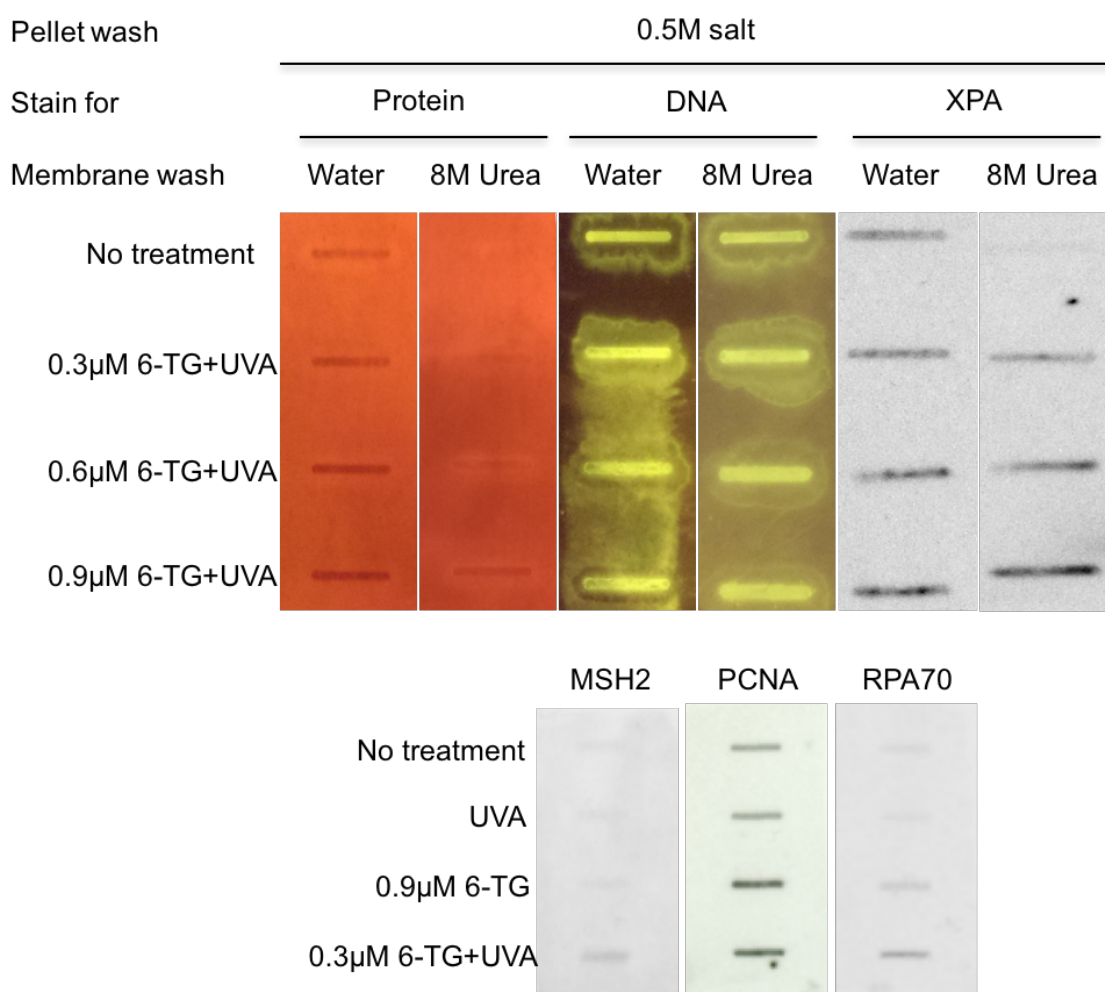 Pellet wash 0.5M salt
Stain for Protein DNA XPA
Membrane wash Water 8M Urea Water 8M Urea Water 8M Urea
No treatment
0.3μM 6-TG+UVA
0.6μM 6-TG+UVA
0.9μM 6-TG+UVA
MSH2 PCNA RPA70
No treatment
UVA
0.9μM 6-TG
0.3μM 6-TG+UVA